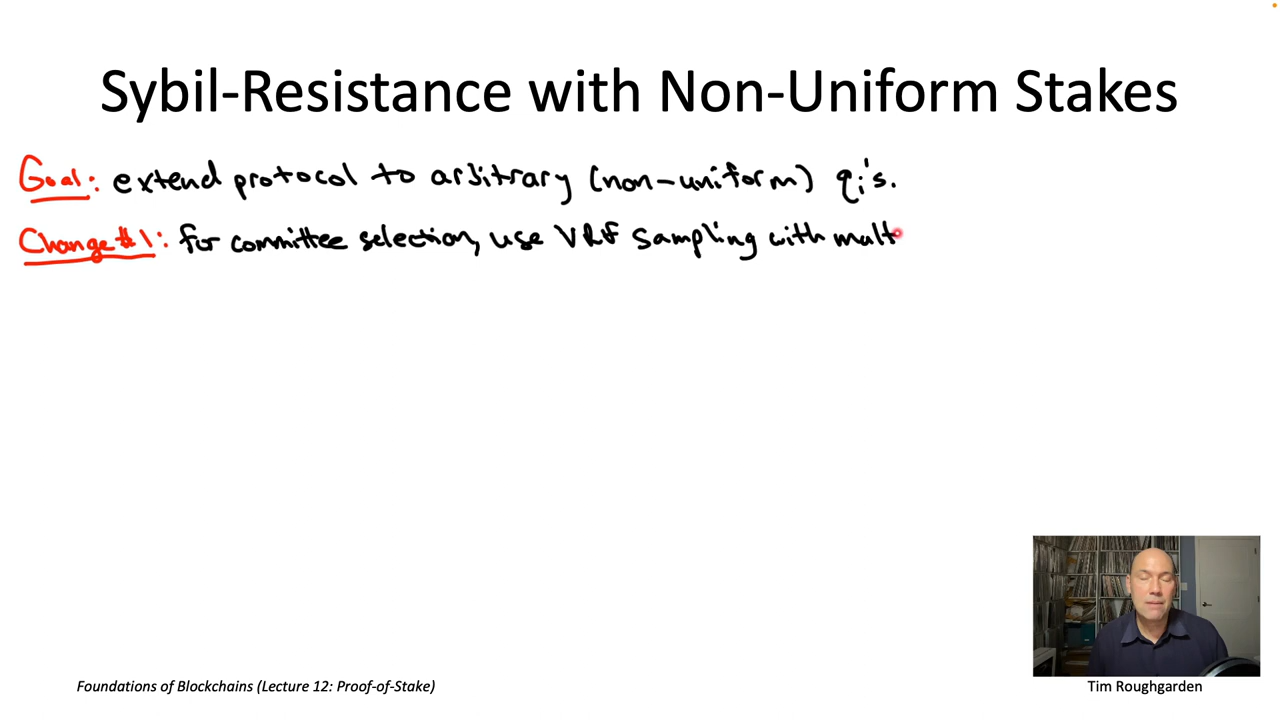 Sybil-Resistance with Non-Uniform Stakes
Goal: extend protocol to arbitrary (non-uniform) qi's.
Change #1: for committee selection, use VRF sampling with mult
Foundations of Blockchains (Lecture 12: Proof-of-Stake)
Tim Roughgarden